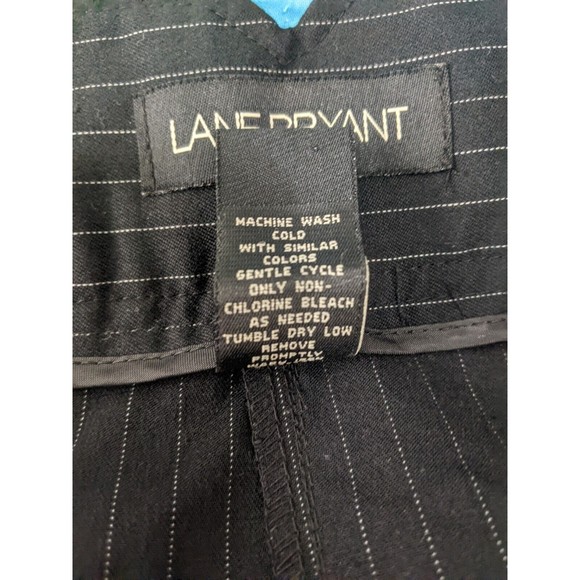 LANE BRYANT
MACHINE WASH
COLD
WITH SIMILAR
COLORS
GENTLE CYCLE
ONLY NON-
CHLORINE BLEACH
AS NEEDED
TUMBLE DRY LOW
REMOVE
PROMPTLY